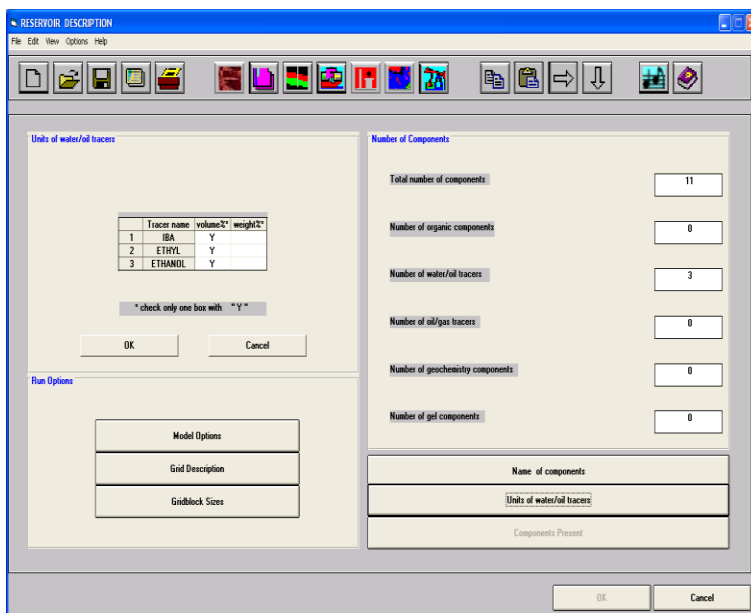 RESERVOIR DESCRIPTION
File Edit View Options Help
Units of water/oil tracers
Tracer name volume%* weight%*
1 IBA Y
2 ETHYL Y
3 ETHANOL Y
* check only one box with "Y"
OK Cancel
Run Options
Model Options
Grid Description
Gridblock Sizes
Number of Components
Total number of components 11
Number of organic components 0
Number of water/oil tracers 3
Number of oil/gas tracers 0
Number of geochemistry components 0
Number of gel components 0
Name of components
Units of water/oil tracers
Components Present
OK Cancel